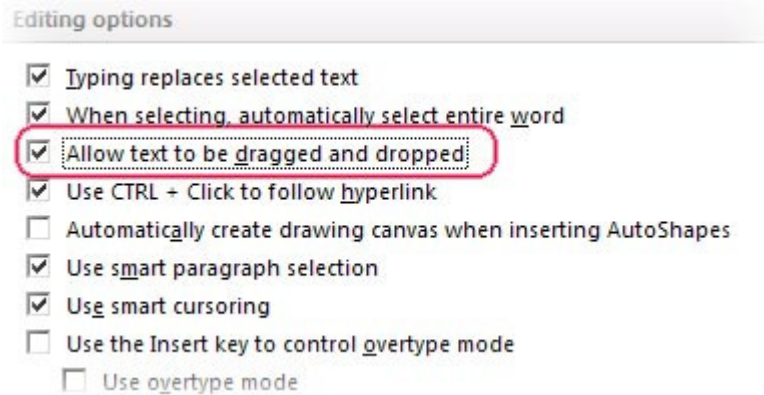 Editing options
Typing replaces selected text
When selecting, automatically select entire word
Allow text to be dragged and dropped
Use CTRL + Click to follow hyperlink
Automatically create drawing canvas when inserting AutoShapes
Use smart paragraph selection
Use smart cursoring
Use the Insert key to control overtype mode
Use overtype mode